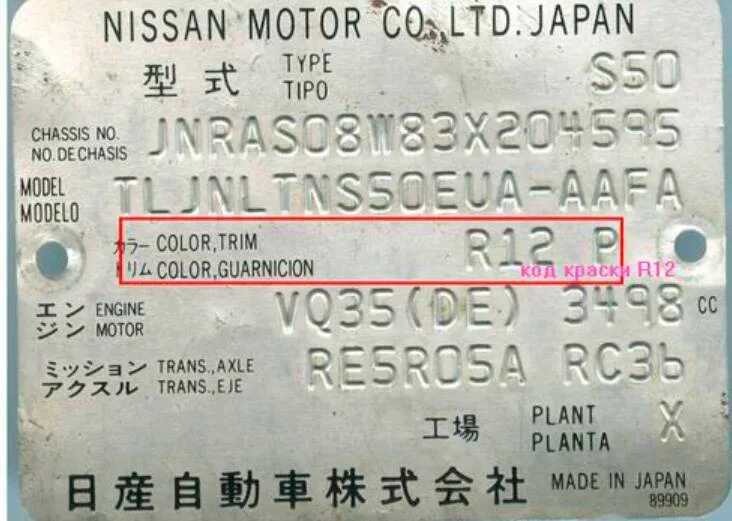 NISSAN MOTOR CO.,LTD.JAPAN
型式 TYPE TIPO S50
CHASSIS NO. NO.DE CHASIS JNRAS08W83X204595
MODEL MODELO TLJNLTNS50EUA-AAFA
カラー COLOR,TRIM R12 P
トリム COLOR,GUARNICION код краски R12
エンジン ENGINE MOTOR VQ35(DE) 3498 CC
ミッション TRANS.,AXLE RE5R05A RC36
アクスル TRANS.,EJE
工場 PLANT PLANTA X
日産自動車株式会社 MADE IN JAPAN
89909